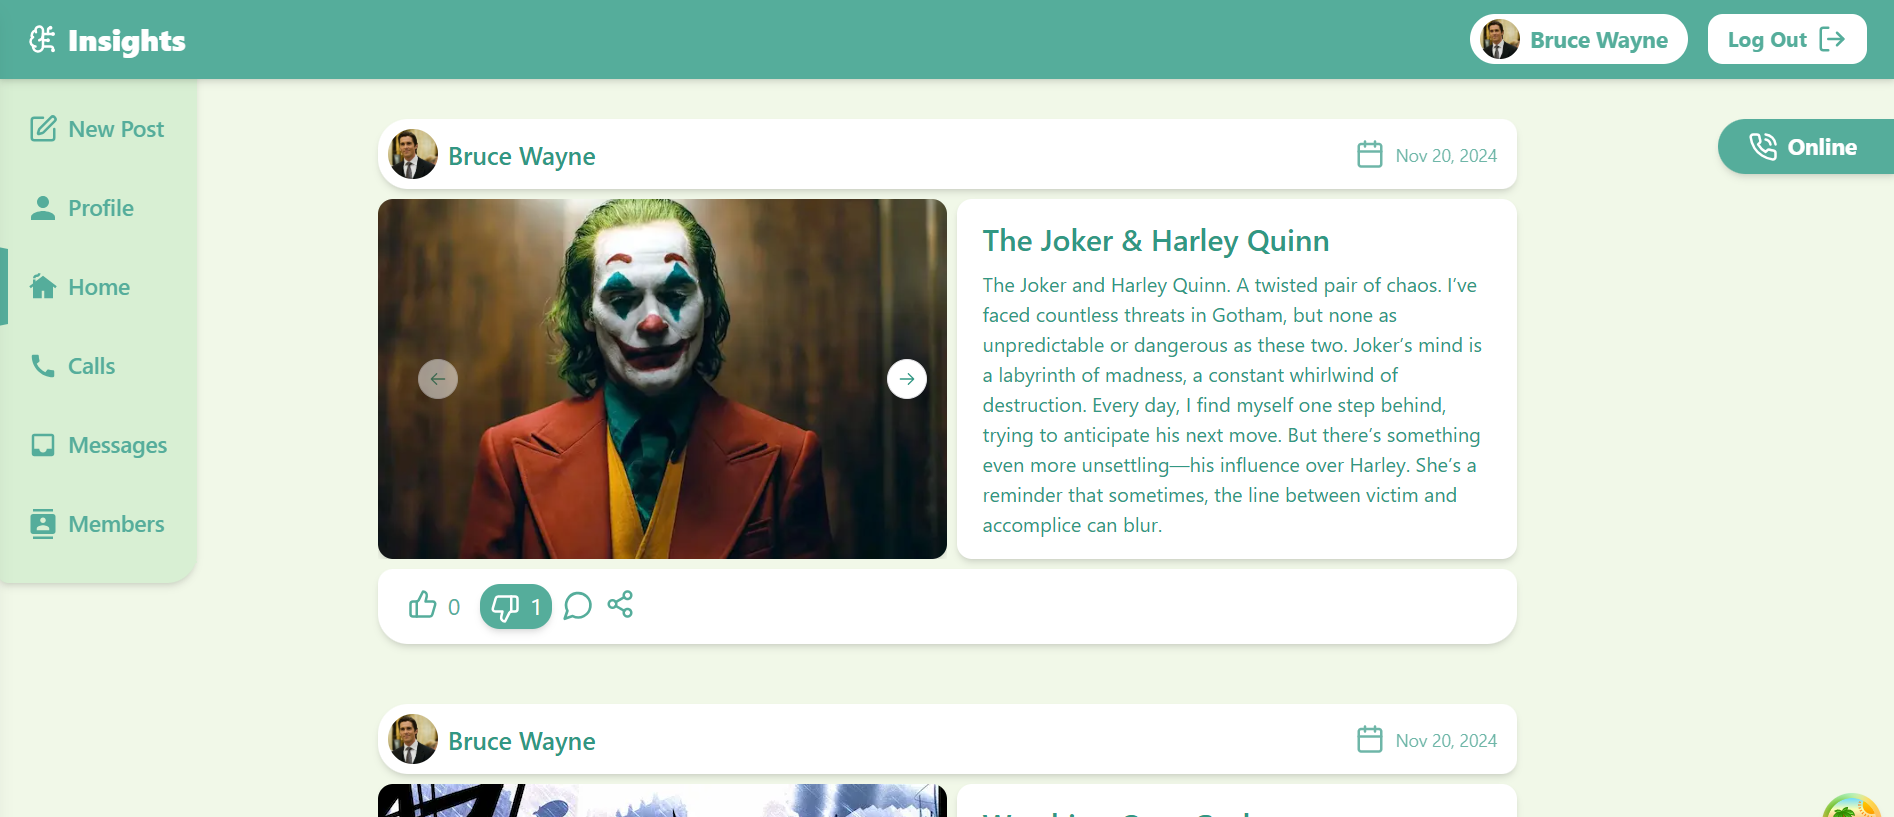 Insights
Bruce Wayne
Log Out
New Post
Profile
Home
Calls
Messages
Members
Online
Bruce Wayne
Nov 20, 2024
The Joker & Harley Quinn
The Joker and Harley Quinn. A twisted pair of chaos. I’ve
faced countless threats in Gotham, but none as
unpredictable or dangerous as these two. Joker’s mind is
a labyrinth of madness, a constant whirlwind of
destruction. Every day, I find myself one step behind,
trying to anticipate his next move. But there’s something
even more unsettling—his influence over Harley. She’s a
reminder that sometimes, the line between victim and
accomplice can blur.
0
1
Bruce Wayne
Nov 20, 2024